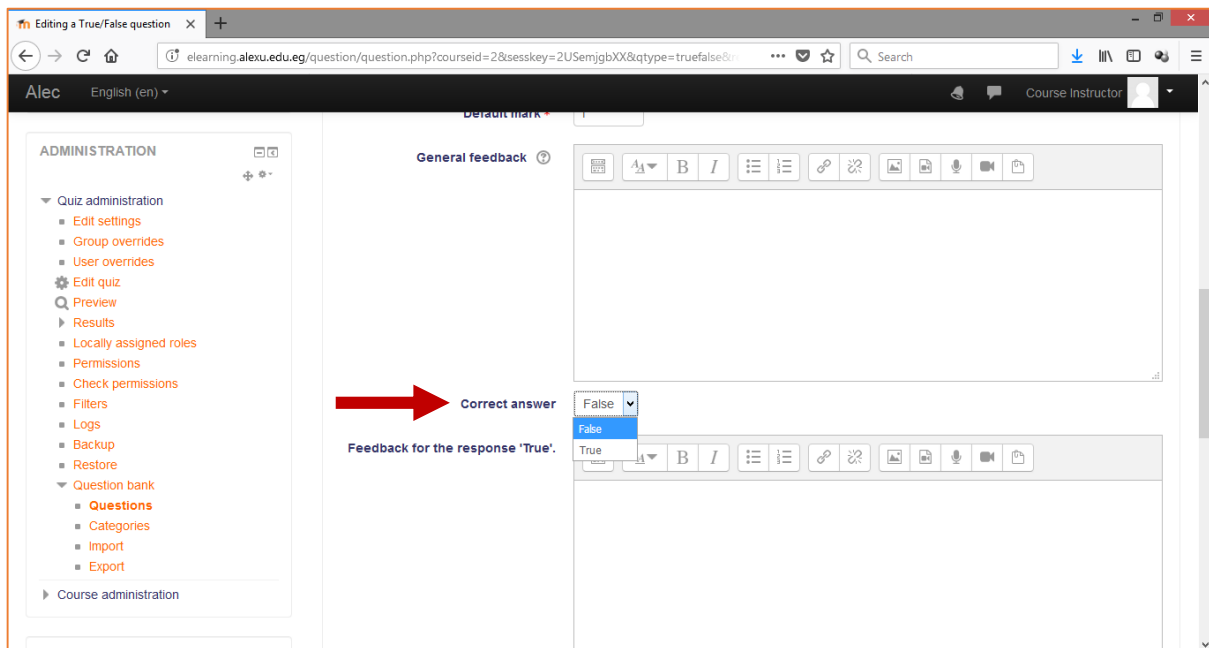 Editing a True/False question
elearning.alexu.edu.eg/question/question.php?courseid=2&sesskey=2USemjgbXX&qtype=truefalse&
Search
Alec
English (en)
Course Instructor
Default mark *
1
ADMINISTRATION
Quiz administration
Edit settings
Group overrides
User overrides
Edit quiz
Preview
Results
Locally assigned roles
Permissions
Check permissions
Filters
Logs
Backup
Restore
Question bank
Questions
Categories
Import
Export
Course administration
General feedback
Correct answer
False
False
True
Feedback for the response 'True'.